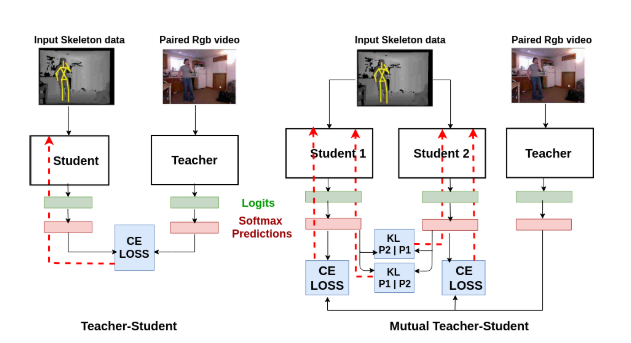 Input Skeleton data
Paired Rgb video
Student
Teacher
Logits
Softmax
Predictions
CE
LOSS
Teacher-Student
Input Skeleton data
Paired Rgb video
Student 1
Student 2
Teacher
KL
P2 | P1
KL
P1 | P2
CE
LOSS
CE
LOSS
Mutual Teacher-Student